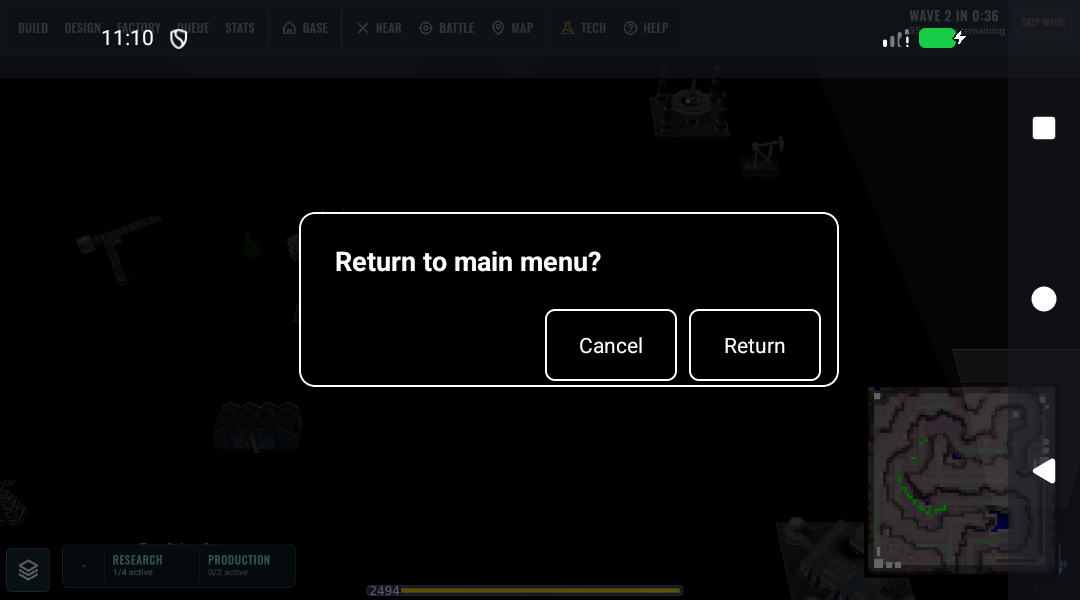 BUILD DESIGN FACTORY QUEUE STATS BASE NEAR BATTLE MAP TECH HELP
WAVE 2 IN 0:36
remaining
SKIP WAVE
11:10
Return to main menu?
Cancel Return
RESEARCH
1/4 active
PRODUCTION
0/2 active
2494